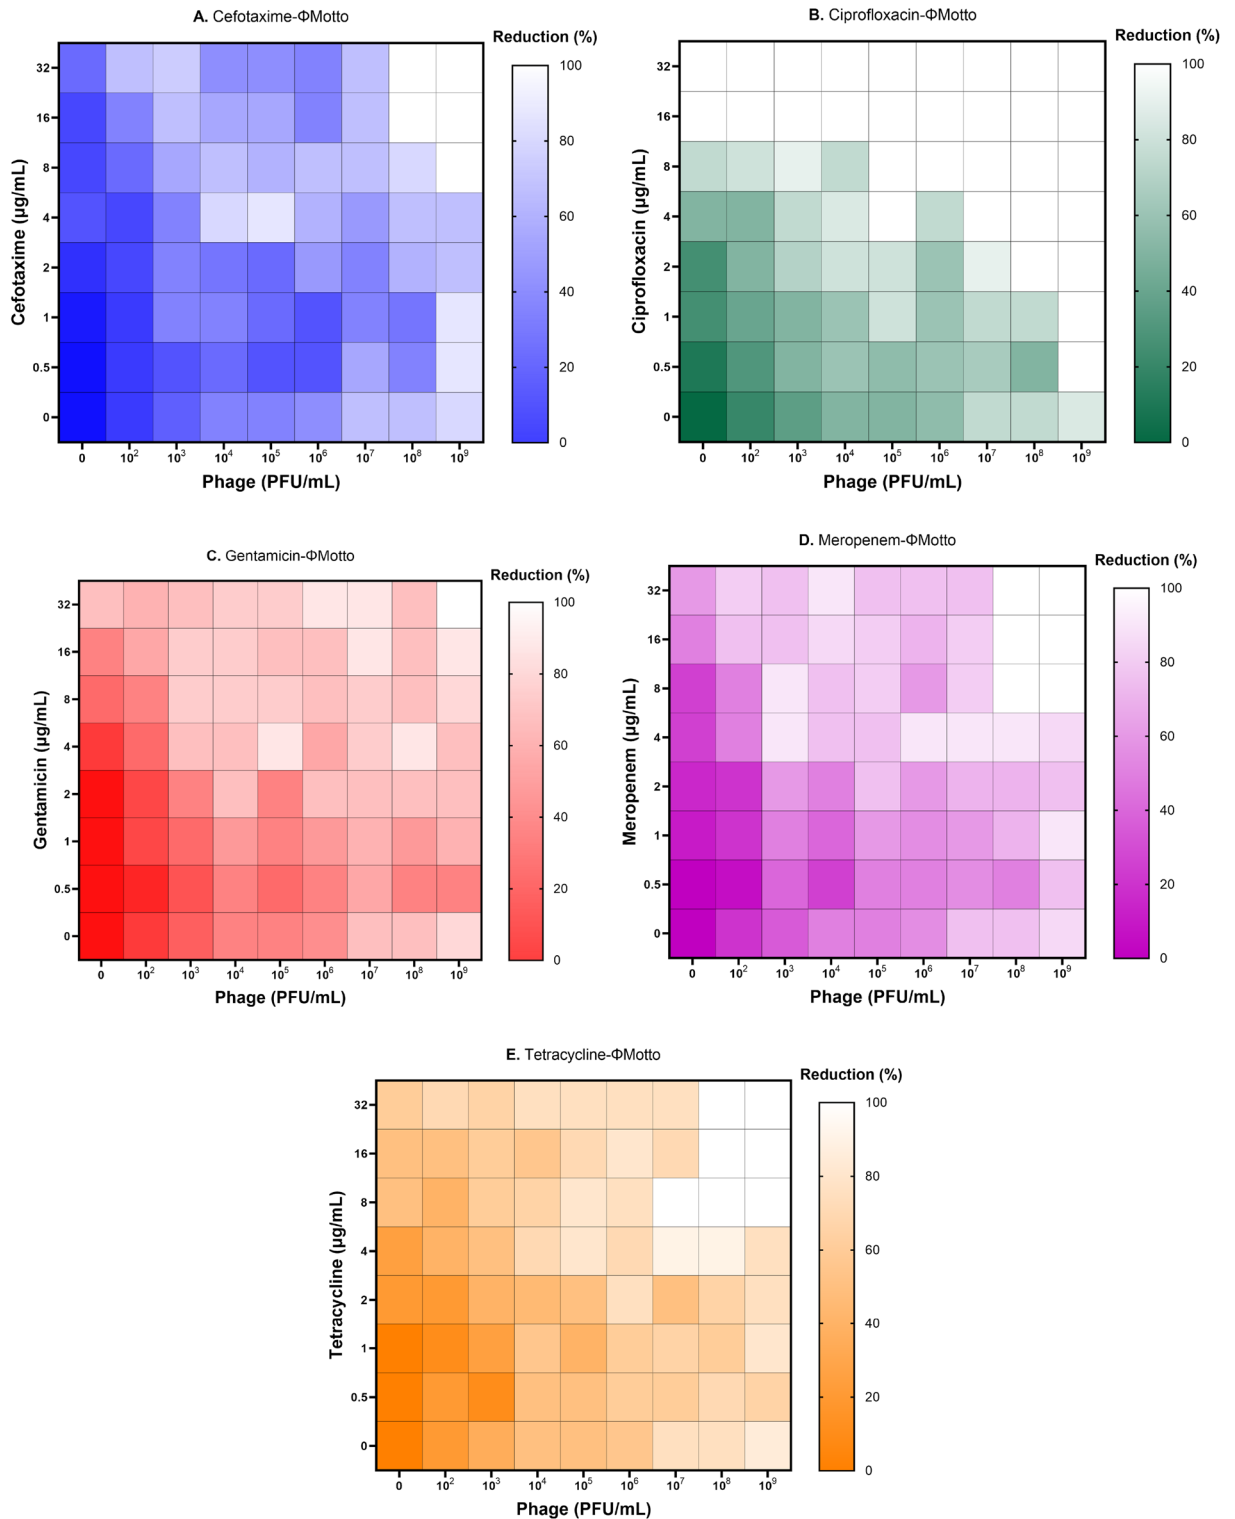 A. Cefotaxime-ΦMotto
Reduction (%)
Cefotaxime (µg/mL)
32
16
8
4
2
1
0.5
0
0 10² 10³ 10⁴ 10⁵ 10⁶ 10⁷ 10⁸ 10⁹
Phage (PFU/mL)
100
80
60
40
20
0
B. Ciprofloxacin-ΦMotto
Reduction (%)
Ciprofloxacin (µg/mL)
32
16
8
4
2
1
0.5
0
0 10² 10³ 10⁴ 10⁵ 10⁶ 10⁷ 10⁸ 10⁹
Phage (PFU/mL)
100
80
60
40
20
0
C. Gentamicin-ΦMotto
Reduction (%)
Gentamicin (µg/mL)
32
16
8
4
2
1
0.5
0
0 10² 10³ 10⁴ 10⁵ 10⁶ 10⁷ 10⁸ 10⁹
Phage (PFU/mL)
100
80
60
40
20
0
D. Meropenem-ΦMotto
Reduction (%)
Meropenem (µg/mL)
32
16
8
4
2
1
0.5
0
0 10² 10³ 10⁴ 10⁵ 10⁶ 10⁷ 10⁸ 10⁹
Phage (PFU/mL)
100
80
60
40
20
0
E. Tetracycline-ΦMotto
Reduction (%)
Tetracycline (µg/mL)
32
16
8
4
2
1
0.5
0
0 10² 10³ 10⁴ 10⁵ 10⁶ 10⁷ 10⁸ 10⁹
Phage (PFU/mL)
100
80
60
40
20
0